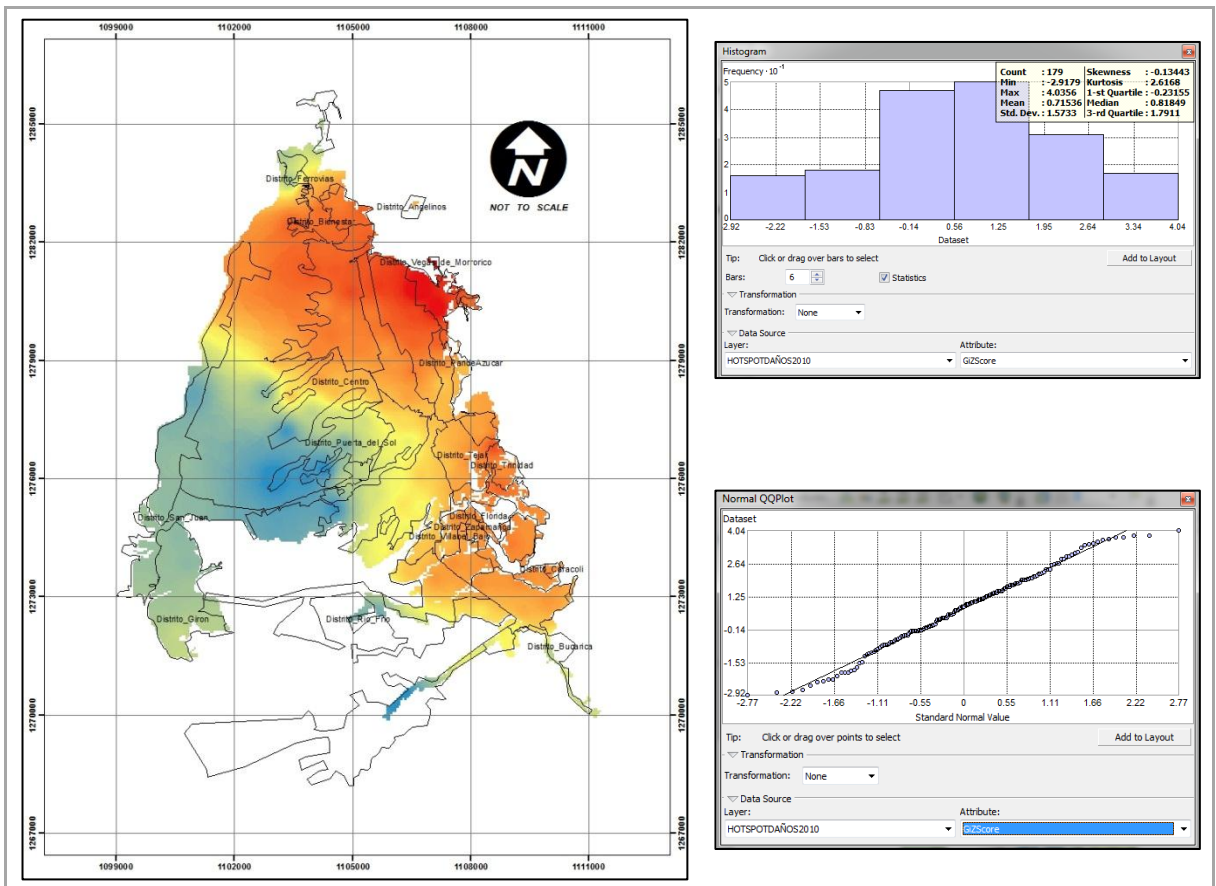 1099000 1102000 1105000 1108000 1111000
1285000
Distrito_Ferrovias
N
NOT TO SCALE
Distrito_Angelinos
Distrito_Bienestar
1282000
Distrito_Vegas_de_Morrorico
1279000
Distrito_PandeAzucar
Distrito_Centro
Distrito_Puerta_del_Sol
Distrito_Tejar
Distrito_Trinidad
1276000
Distrito_San_Juan
Distrito_Florida
Distrito_Zapamanga
Distrito_Villabel_Bajo
Distrito_Caracoli
1273000
Distrito_Giron
Distrito_Rio_Frio
Distrito_Bucarica
1270000
1267000
1099000 1102000 1105000 1108000 1111000
Histogram
Frequency · 10 -1
Count : 179 Skewness : -0.13443
Min : -2.9179 Kurtosis : 2.6168
Max : 4.0356 1-st Quartile : -0.23155
Mean : 0.71536 Median : 0.81849
Std. Dev. : 1.5733 3-rd Quartile : 1.7911
5
4
3
2
1
0
2.92 -2.22 -1.53 -0.83 -0.14 0.56 1.25 1.95 2.64 3.34 4.04
Dataset
Tip: Click or drag over bars to select Add to Layout
Bars: 6 Statistics
Transformation
Transformation: None
Data Source
Layer: Attribute:
HOTSPOTDAÑOS2010 GiZScore
Normal QQPlot
Dataset
4.04
2.64
1.25
-0.14
-1.53
-2.92
-2.77 -2.22 -1.66 -1.11 -0.55 0 0.55 1.11 1.66 2.22 2.77
Standard Normal Value
Tip: Click or drag over points to select Add to Layout
Transformation
Transformation: None
Data Source
Layer: Attribute:
HOTSPOTDAÑOS2010 GiZScore